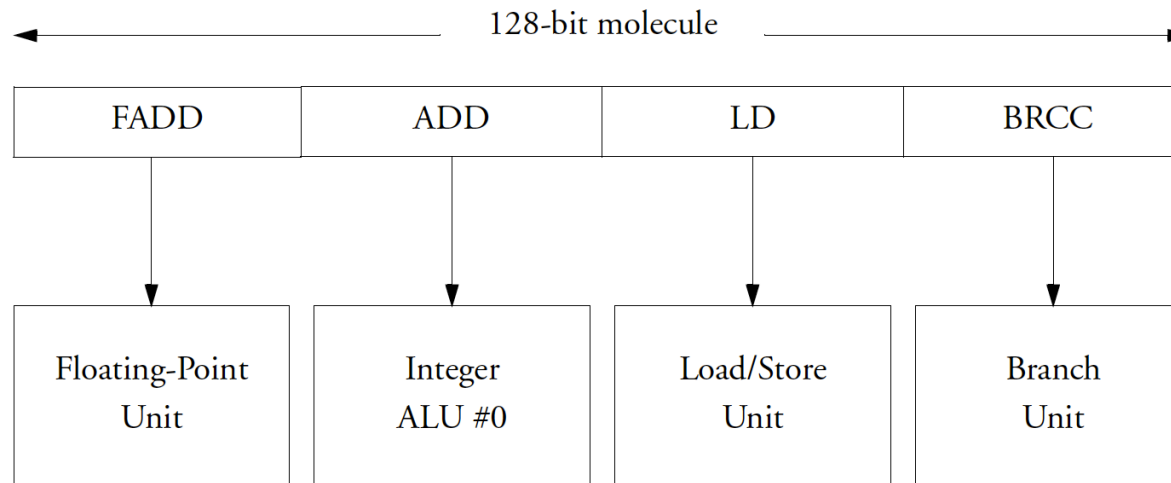 128-bit molecule
FADD ADD LD BRCC
Floating-Point Integer Load/Store Branch
Unit ALU #0 Unit Unit